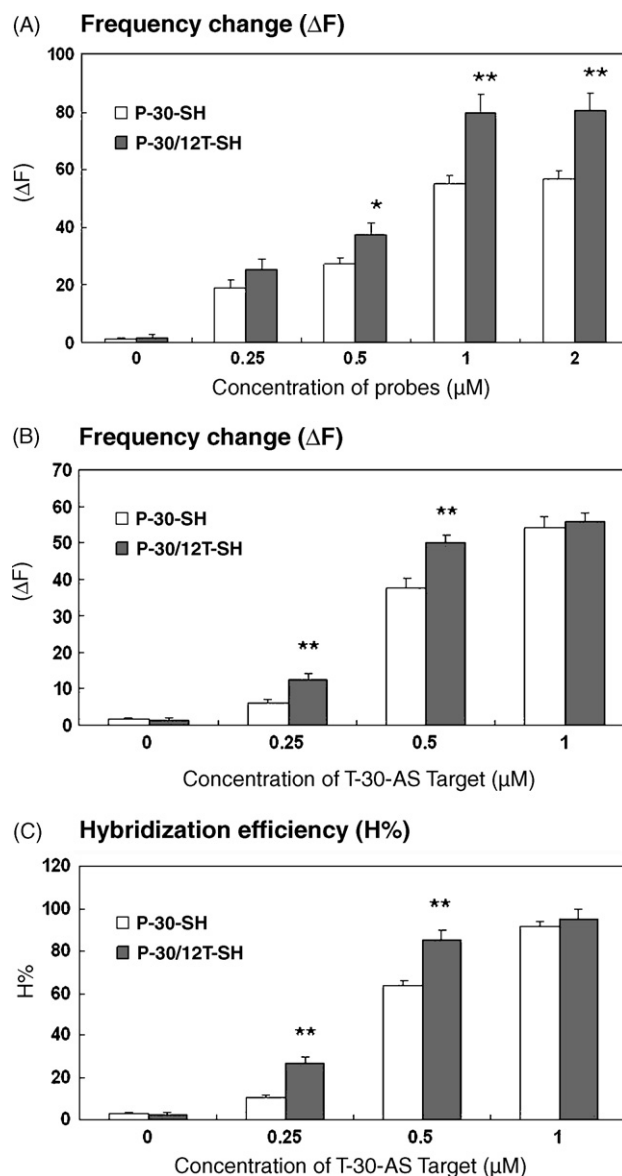 (A) Frequency change (ΔF)
100
80
60
40
20
0
(ΔF)
P-30-SH
P-30/12T-SH
*
**
**
0 0.25 0.5 1 2
Concentration of probes (μM)
(B) Frequency change (ΔF)
70
60
50
40
30
20
10
0
(ΔF)
P-30-SH
P-30/12T-SH
**
**
0 0.25 0.5 1
Concentration of T-30-AS Target (μM)
(C) Hybridization efficiency (H%)
120
100
80
60
40
20
0
H%
P-30-SH
P-30/12T-SH
**
**
0 0.25 0.5 1
Concentration of T-30-AS Target (μM)